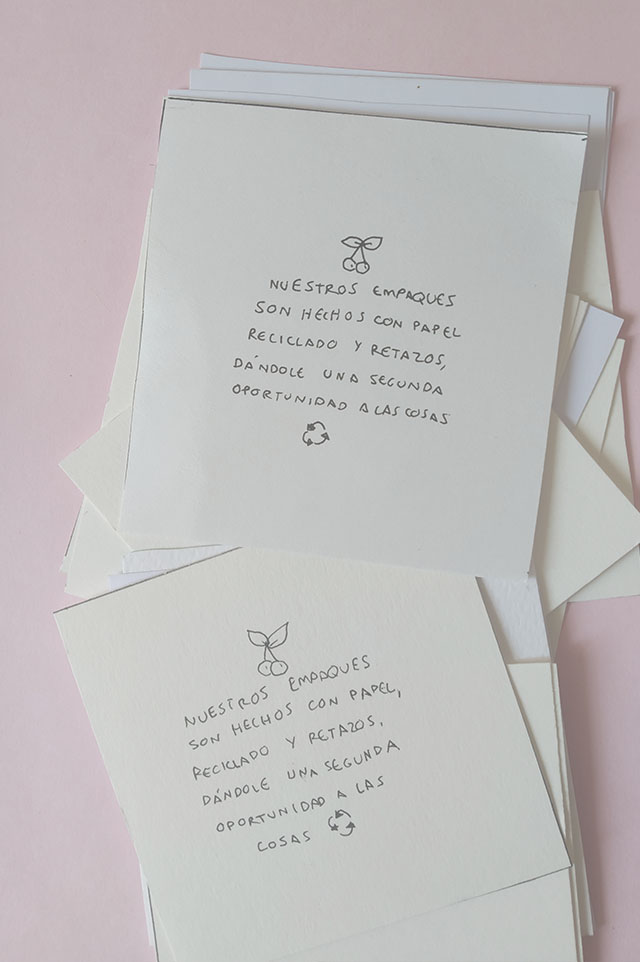 NUESTROS EMPAQUES
SON HECHOS CON PAPEL
RECICLADO Y RETAZOS,
DÁNDOLE UNA SEGUNDA
OPORTUNIDAD A LAS COSAS
NUESTROS EMPAQUES
SON HECHOS CON PAPEL,
RECICLADO Y RETAZOS,
DÁNDOLE UNA SEGUNDA
OPORTUNIDAD A LAS
COSAS